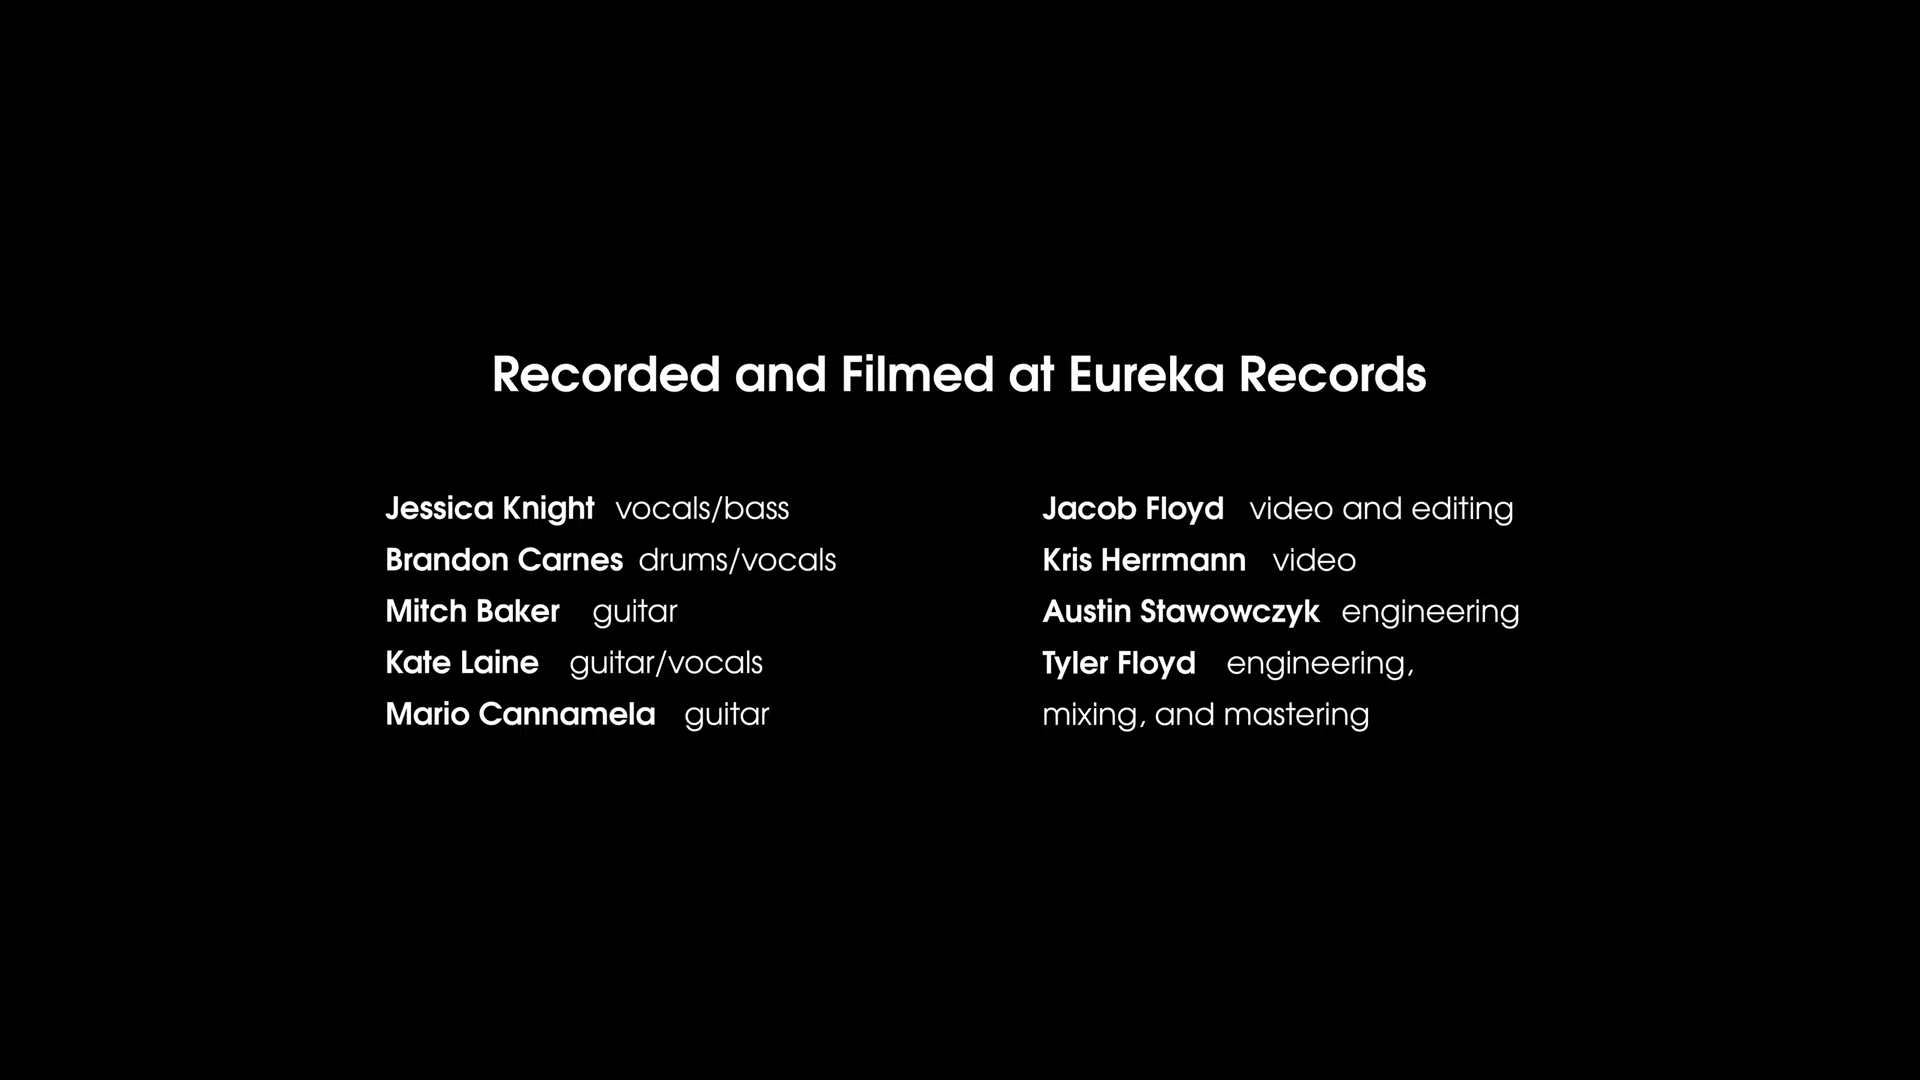 Recorded and Filmed at Eureka Records
Jessica Knight vocals/bass
Brandon Carnes drums/vocals
Mitch Baker guitar
Kate Laine guitar/vocals
Mario Cannamela guitar
Jacob Floyd video and editing
Kris Herrmann video
Austin Stawowczyk engineering
Tyler Floyd engineering,
mixing, and mastering